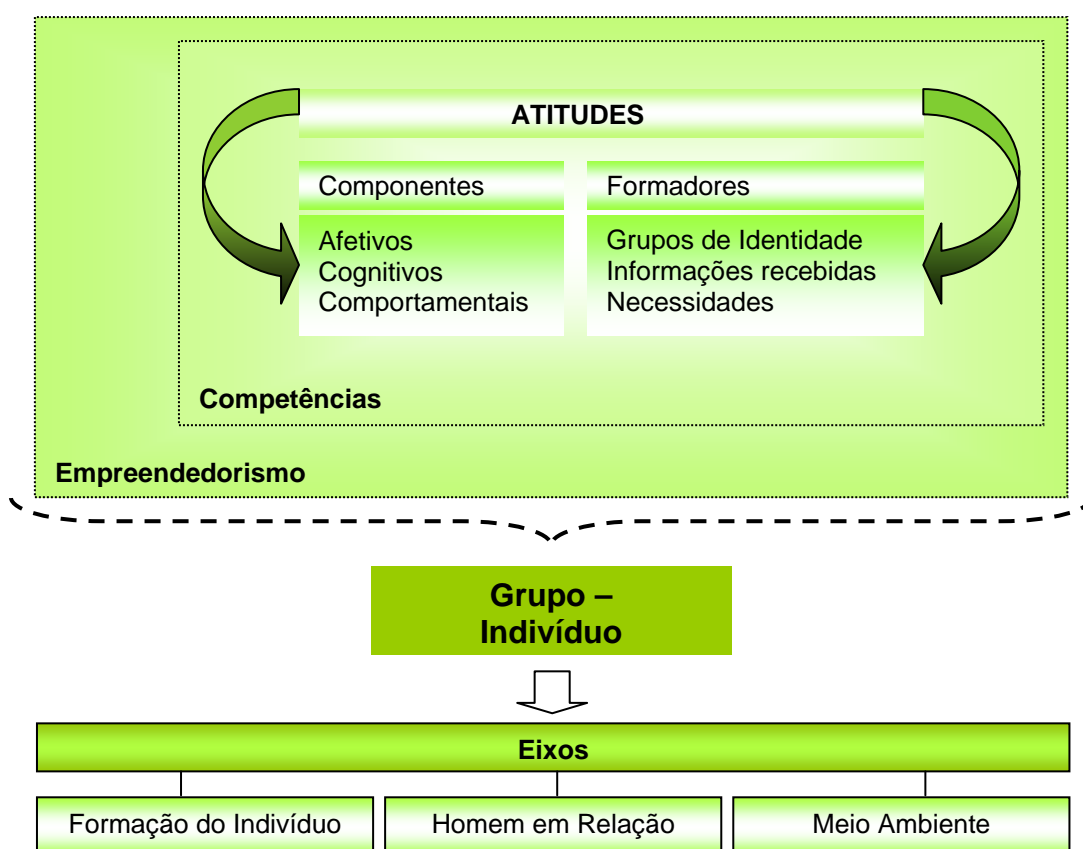 ATITUDES
Componentes
Formadores
Afetivos
Cognitivos
Comportamentais
Grupos de Identidade
Informações recebidas
Necessidades
Competências
Empreendedorismo
Grupo –
Indivíduo
Eixos
Formação do Indivíduo
Homem em Relação
Meio Ambiente